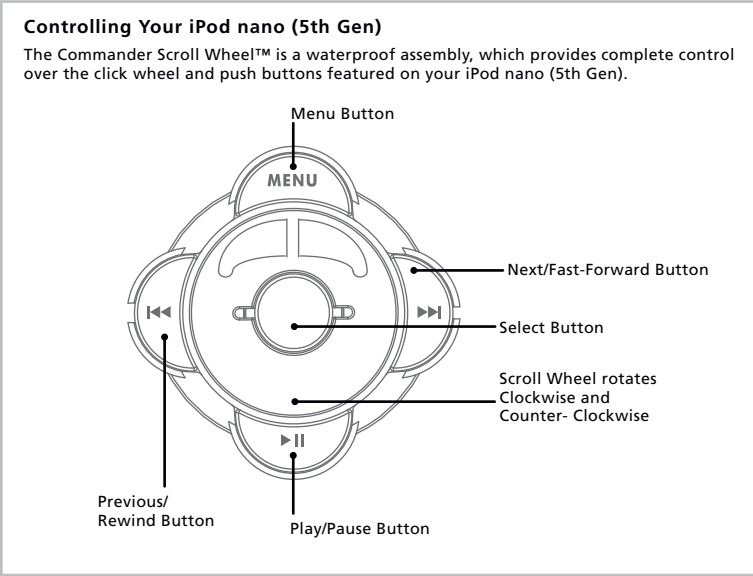 Controlling Your iPod nano (5th Gen)
The Commander Scroll Wheel™ is a waterproof assembly, which provides complete control
over the click wheel and push buttons featured on your iPod nano (5th Gen).
Menu Button
MENU
Next/Fast-Forward Button
Select Button
Scroll Wheel rotates
Clockwise and
Counter- Clockwise
Previous/
Rewind Button
Play/Pause Button